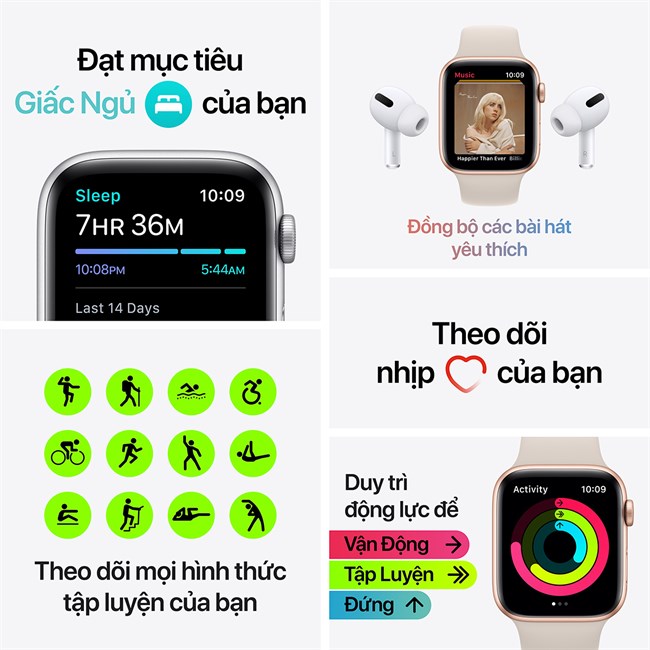 Đạt mục tiêu
Giấc Ngủ của bạn
Sleep 10:09
7HR 36M
10:08PM 5:44AM
Last 14 Days
Music 10:09
Happier Than Ever Billi
Đồng bộ các bài hát
yêu thích
Theo dõi
nhịp của bạn
Theo dõi mọi hình thức
tập luyện của bạn
Duy trì
động lực để
Vận Động
Tập Luyện
Đứng
Activity 10:09